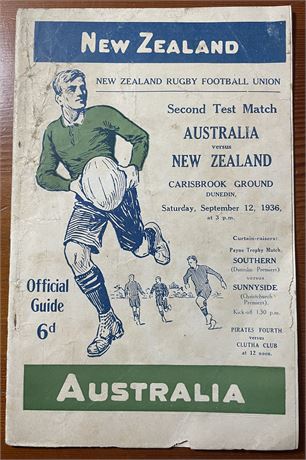 NEW ZEALAND
NEW ZEALAND RUGBY FOOTBALL UNION
Second Test Match
AUSTRALIA
versus
NEW ZEALAND
CARISBROOK GROUND
DUNEDIN,
Saturday, September 12, 1936,
at 3 p.m.
Curtain-raisers:
Payne Trophy Match
SOUTHERN
(Dunedin Premiers)
versus
SUNNYSIDE
(Christchurch Premiers).
Kick-off 1.30 p.m.
PIRATES FOURTH
versus
CLUTHA CLUB
at 12 noon.
Official
Guide
6d
AUSTRALIA